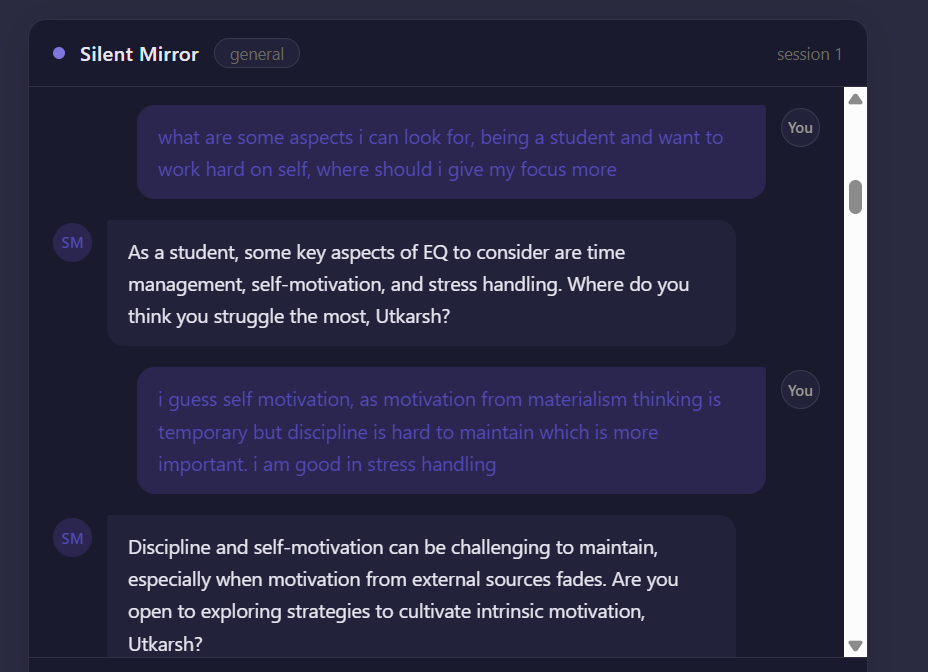 Silent Mirror
general
session 1
You
what are some aspects i can look for, being a student and want to
work hard on self, where should i give my focus more
SM
As a student, some key aspects of EQ to consider are time
management, self-motivation, and stress handling. Where do you
think you struggle the most, Utkarsh?
You
i guess self motivation, as motivation from materialism thinking is
temporary but discipline is hard to maintain which is more
important. i am good in stress handling
SM
Discipline and self-motivation can be challenging to maintain,
especially when motivation from external sources fades. Are you
open to exploring strategies to cultivate intrinsic motivation,
Utkarsh?